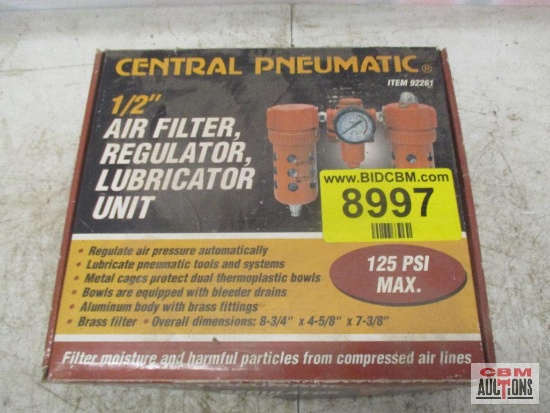 CENTRAL PNEUMATIC®
ITEM 92261
1/2"
AIR FILTER,
REGULATOR,
LUBRICATOR
UNIT
www.BIDCBM.com
8997
• Regulate air pressure automatically
• Lubricate pneumatic tools and systems
• Metal cages protect dual thermoplastic bowls
• Bowls are equipped with bleeder drains
• Aluminum body with brass fittings
• Brass filter • Overall dimensions: 8-3/4" x 4-5/8" x 7-3/8"
125 PSI
MAX.
Filter moisture and harmful particles from compressed air lines
CBM
AUCTIONS